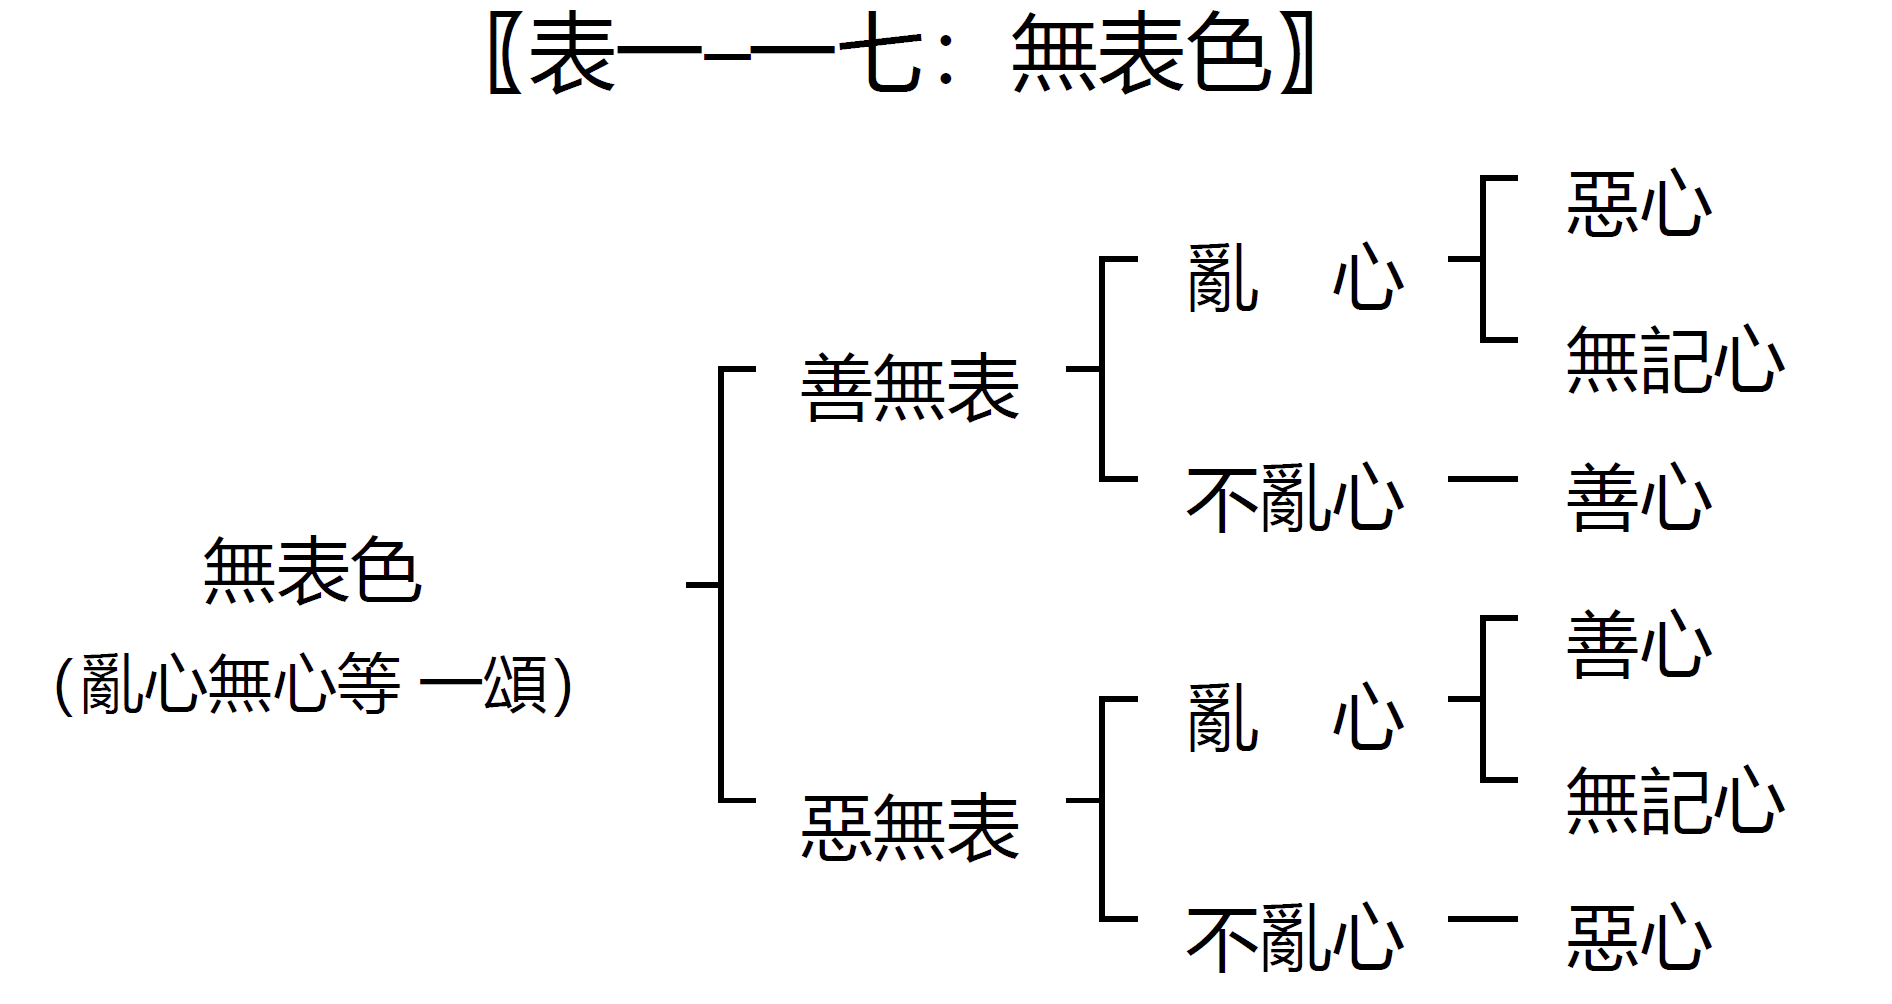 〖表一–一七：無表色〗
無表色
（亂心無心等 一頌）
善無表
亂　心
惡心
無記心
不亂心
善心
惡無表
亂　心
善心
無記心
不亂心
惡心